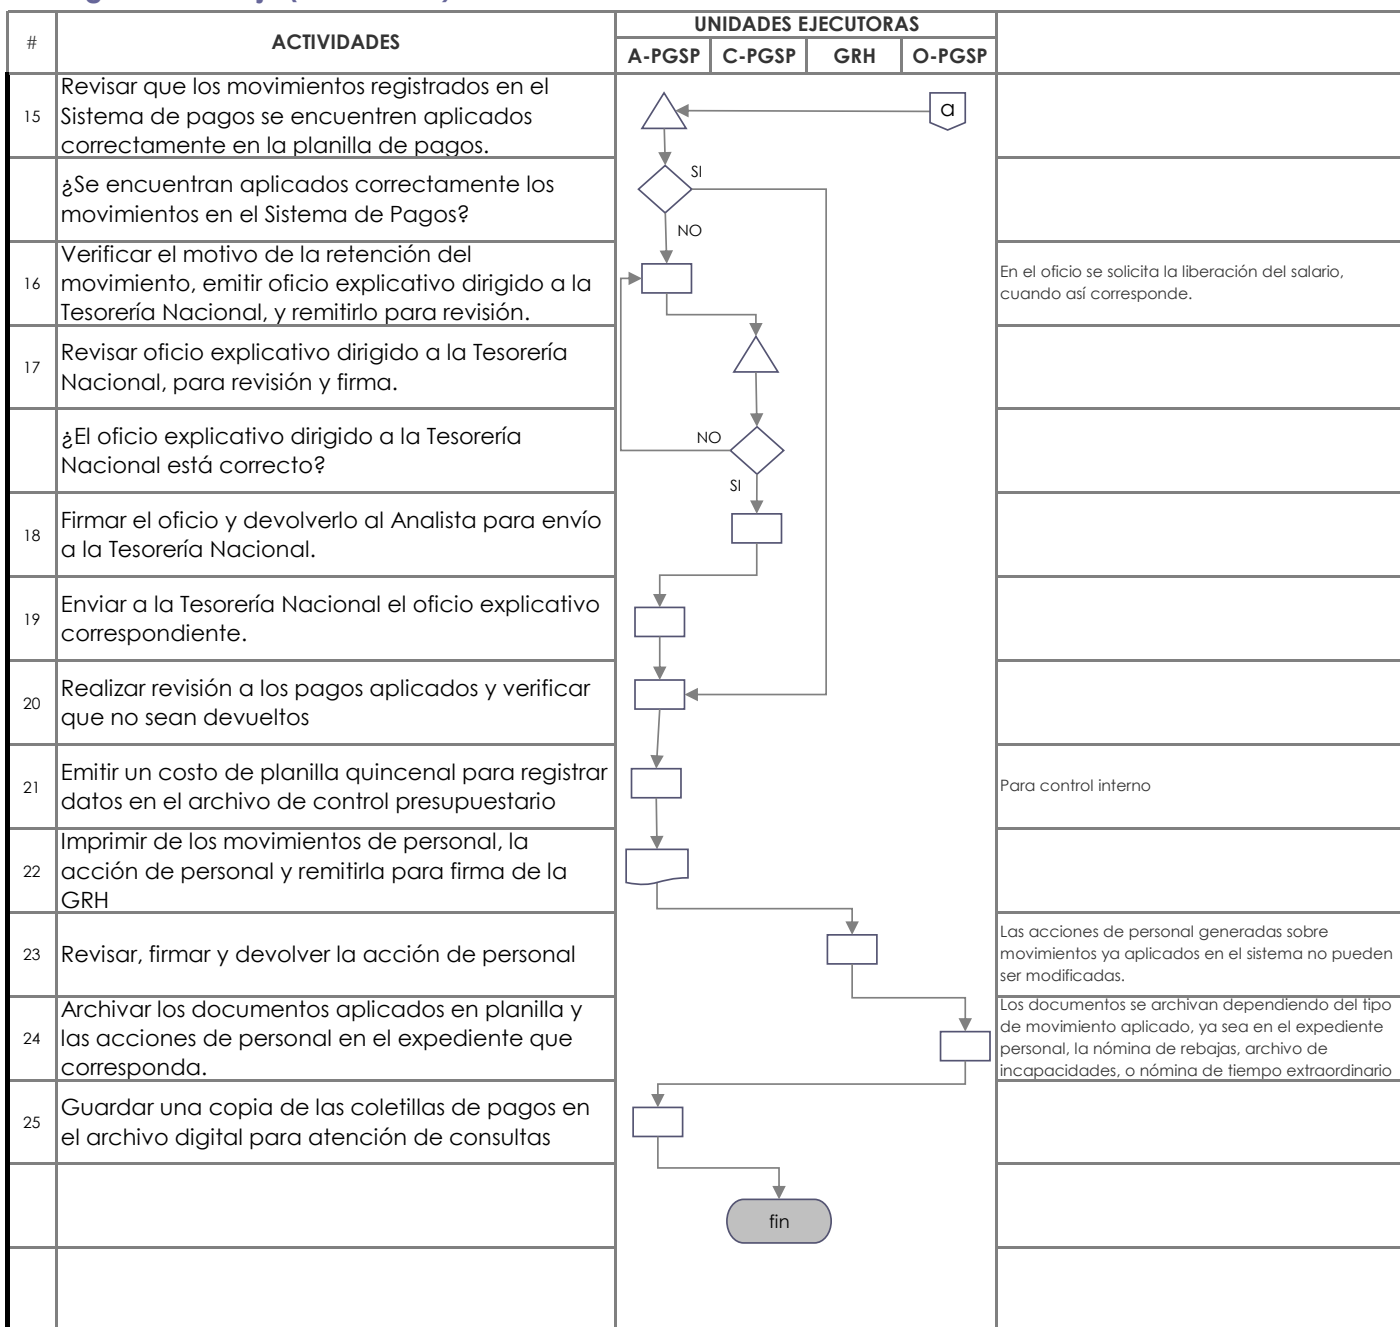 #
ACTIVIDADES
UNIDADES EJECUTORAS
A-PGSP
C-PGSP
GRH
O-PGSP
15
Revisar que los movimientos registrados en el
Sistema de pagos se encuentren aplicados
correctamente en la planilla de pagos.
a
SI
¿Se encuentran aplicados correctamente los
movimientos en el Sistema de Pagos?
NO
16
Verificar el motivo de la retención del
movimiento, emitir oficio explicativo dirigido a la
Tesorería Nacional, y remitirlo para revisión.
En el oficio se solicita la liberación del salario,
cuando así corresponde.
17
Revisar oficio explicativo dirigido a la Tesorería
Nacional, para revisión y firma.
¿El oficio explicativo dirigido a la Tesorería
Nacional está correcto?
NO
SI
18
Firmar el oficio y devolverlo al Analista para envío
a la Tesorería Nacional.
19
Enviar a la Tesorería Nacional el oficio explicativo
correspondiente.
20
Realizar revisión a los pagos aplicados y verificar
que no sean devueltos
21
Emitir un costo de planilla quincenal para registrar
datos en el archivo de control presupuestario
Para control interno
22
Imprimir de los movimientos de personal, la
acción de personal y remitirla para firma de la
GRH
23
Revisar, firmar y devolver la acción de personal
Las acciones de personal generadas sobre
movimientos ya aplicados en el sistema no pueden
ser modificadas.
24
Archivar los documentos aplicados en planilla y
las acciones de personal en el expediente que
corresponda.
Los documentos se archivan dependiendo del tipo
de movimiento aplicado, ya sea en el expediente
personal, la nómina de rebajas, archivo de
incapacidades, o nómina de tiempo extraordinario
25
Guardar una copia de las coletillas de pagos en
el archivo digital para atención de consultas
fin